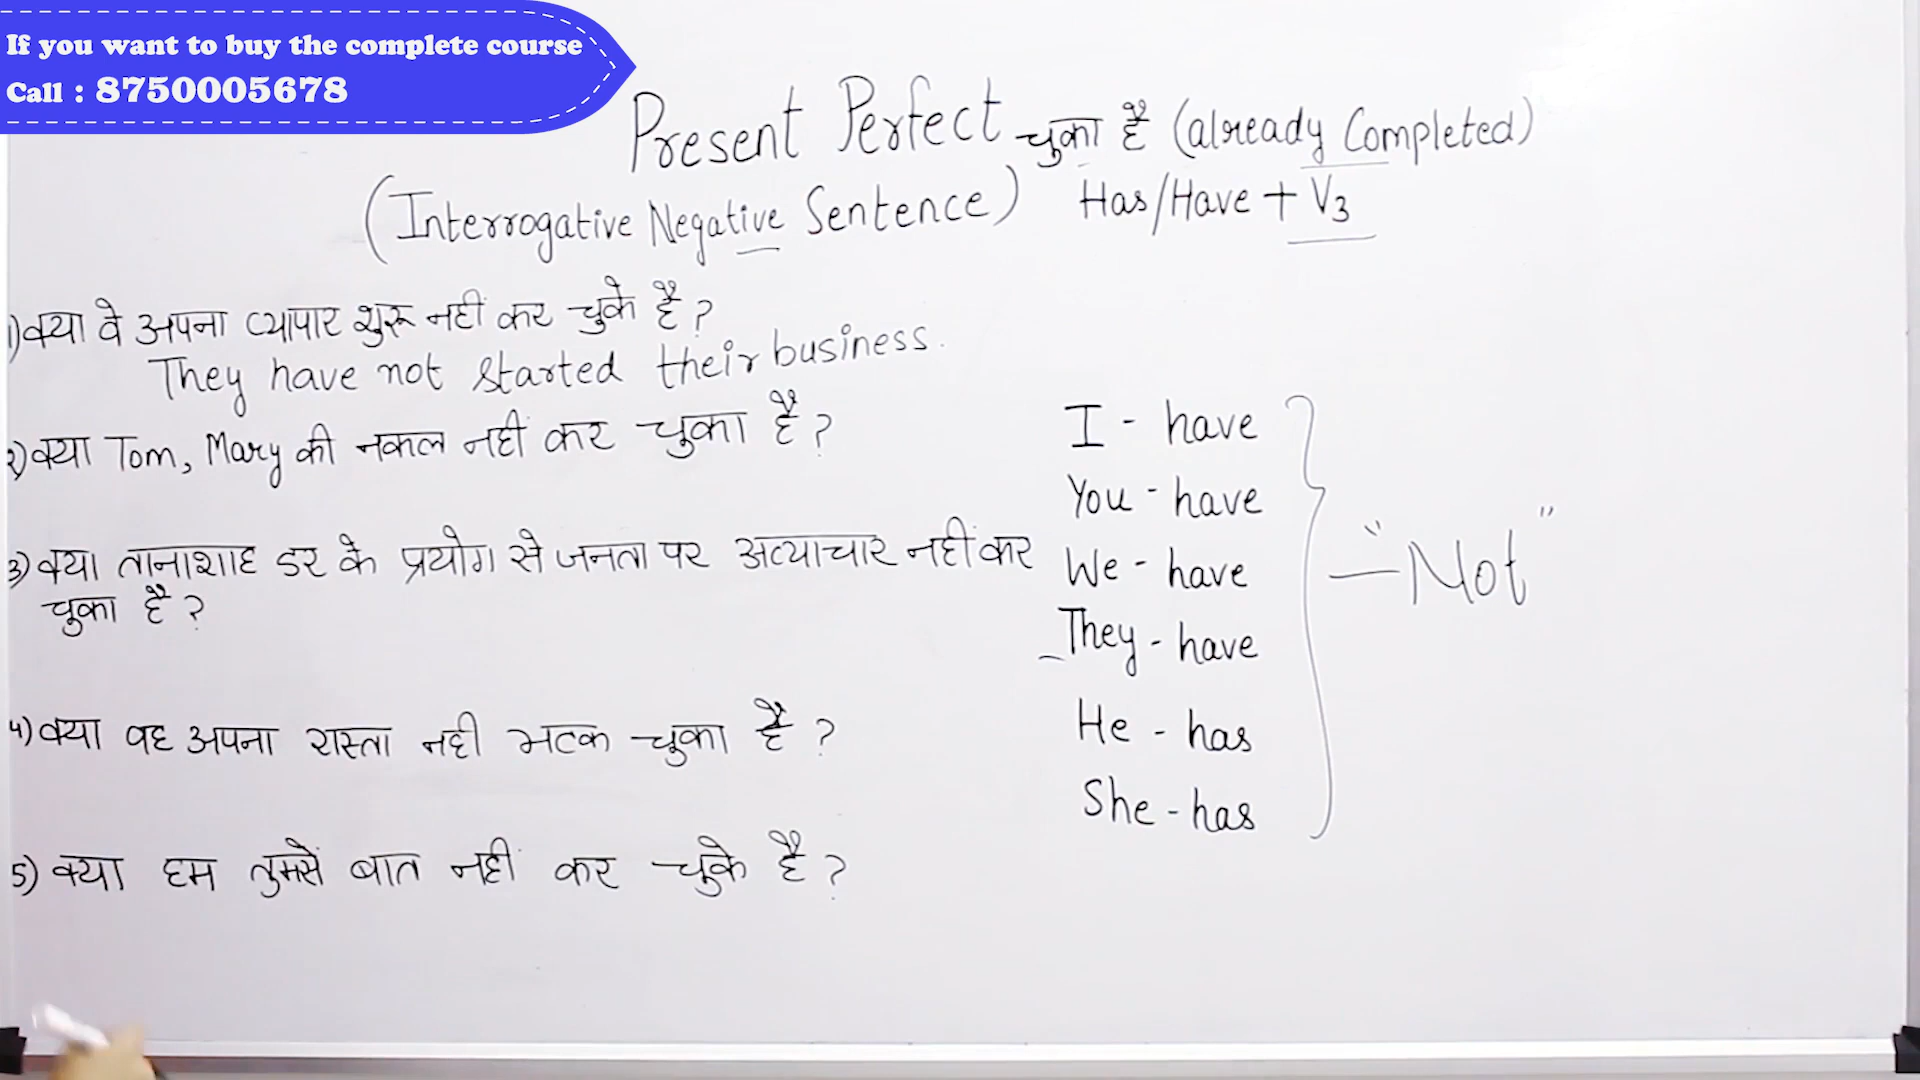 If you want to buy the complete course
Call : 8750005678
Present Perfect चुका है (already Completed)
(Interrogative Negative Sentence) Has/Have + V3
1) क्या वे अपना व्यापार शुरू नहीं कर चुके है ?
They have not started their business.
2) क्या Tom, Mary की नकल नहीं कर चुका है ?
3) क्या तानाशाह डर के प्रयोग से जनता पर अत्याचार नहीं कर
चुका है ?
4) क्या वह अपना रास्ता नही भटक चुका है ?
5) क्या हम तुमसें बात नहीं कर चुके है ?
I - have
You - have
We - have
They - have
He - has
She - has
— "Not"